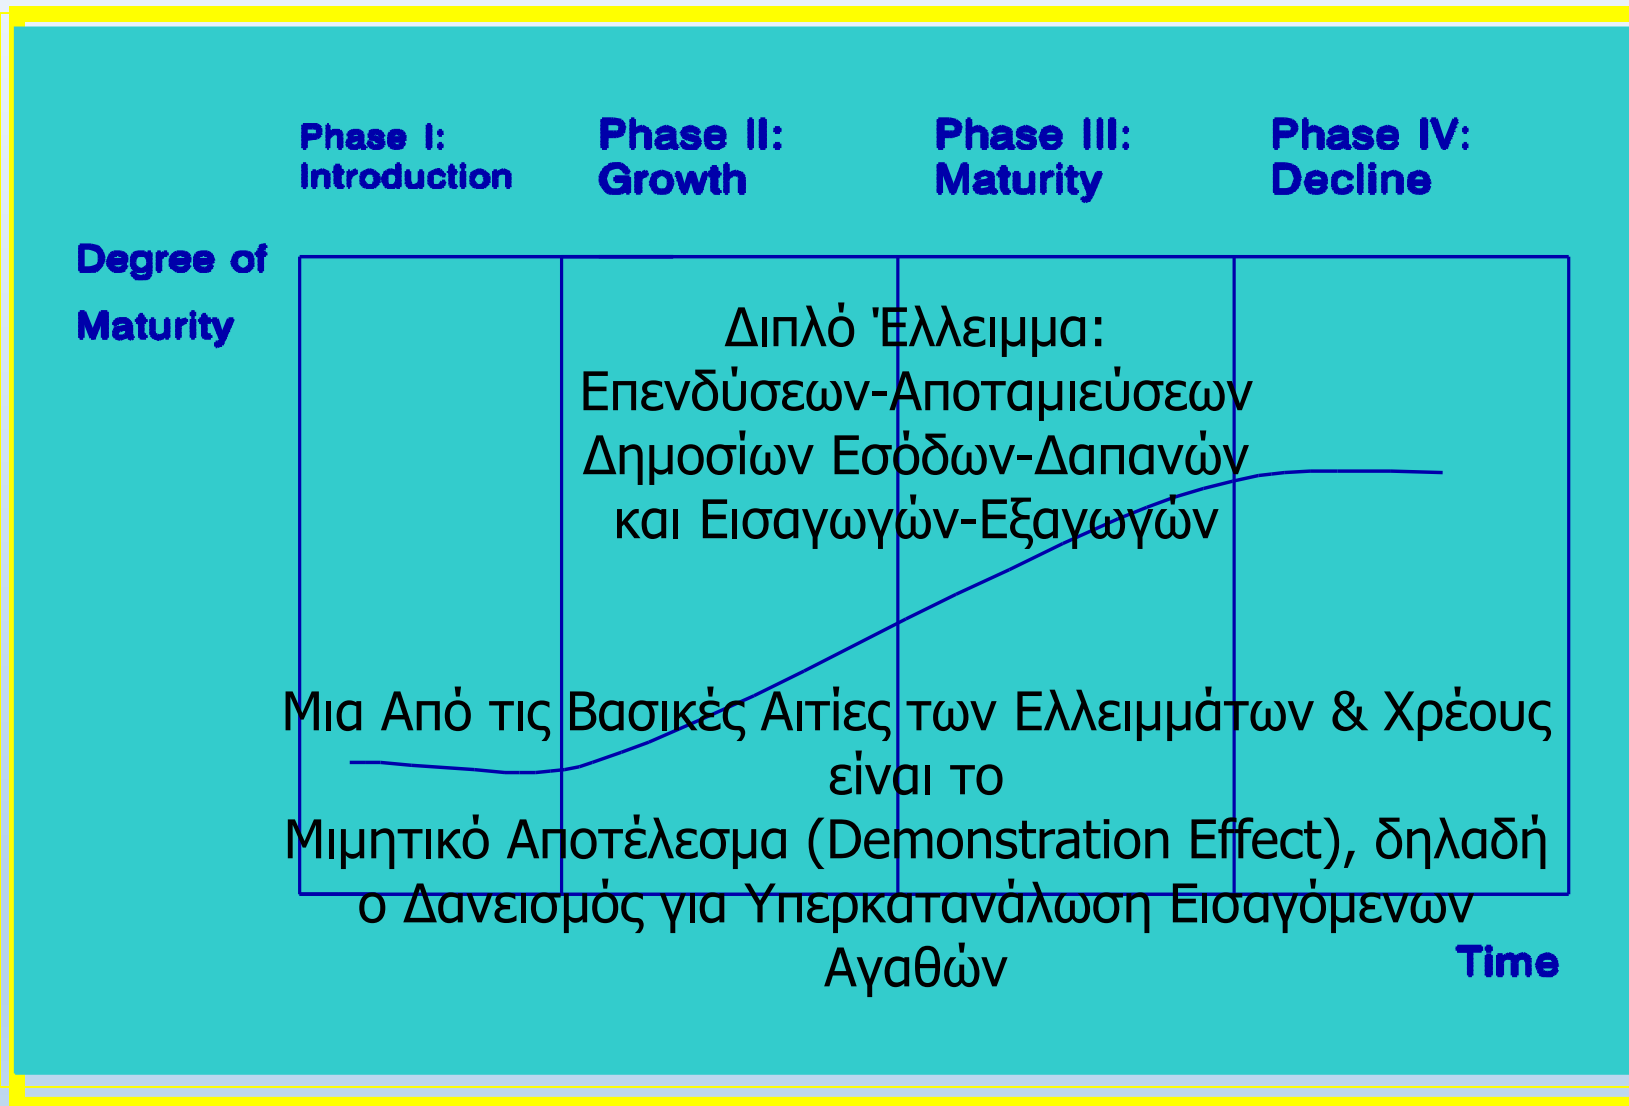 Phase I:
Introduction
Phase II:
Growth
Phase III:
Maturity
Phase IV:
Decline
Degree of
Maturity
Διπλό Έλλειμμα:
Επενδύσεων-Αποταμιεύσεων
Δημοσίων Εσόδων-Δαπανών
και Εισαγωγών-Εξαγωγών
Μια Από τις Βασικές Αιτίες των Ελλειμμάτων & Χρέους
είναι το
Μιμητικό Αποτέλεσμα (Demonstration Effect), δηλαδή
ο Δανεισμός για Υπερκατανάλωση Εισαγόμενων
Αγαθών
Time